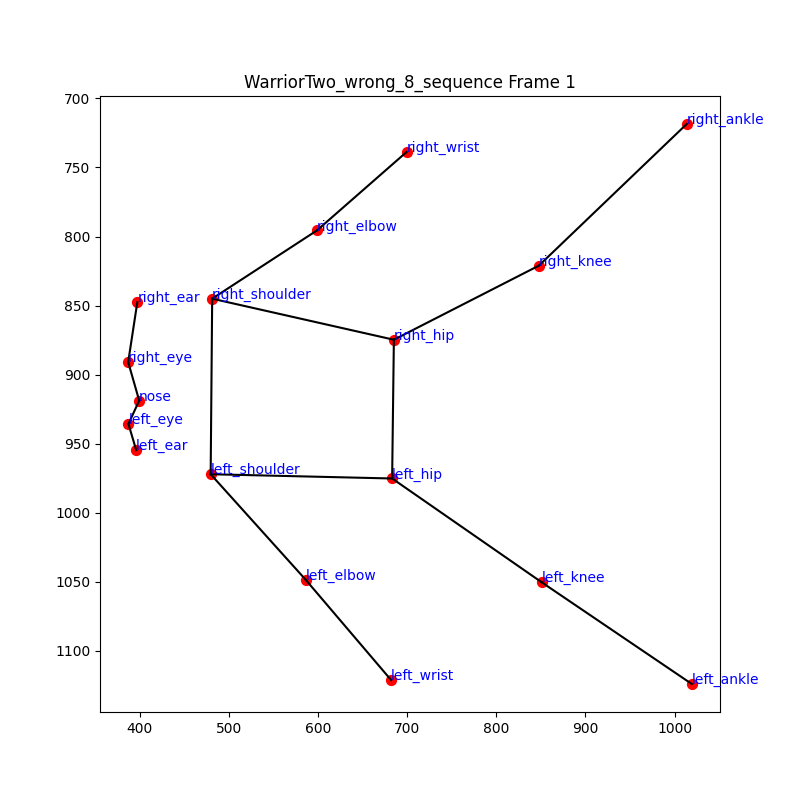 WarriorTwo_wrong_8_sequence Frame 1
700
right_ankle
right_wrist
750
right_elbow
800
right_knee
right_ear
right_shoulder
850
right_hip
right_eye
900
nose
left_eye
left_ear
950
left_shoulder
left_hip
1000
left_elbow
left_knee
1050
left_wrist
left_ankle
1100
400 500 600 700 800 900 1000